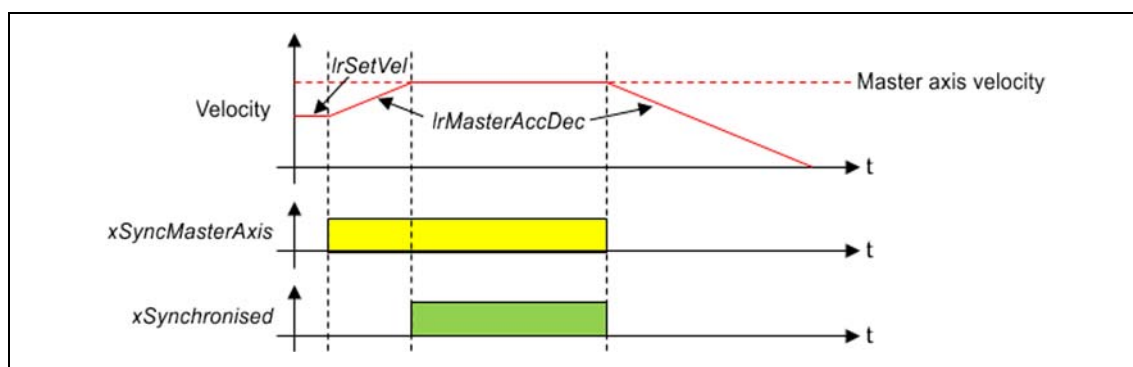 lrSetVel
Master axis velocity
Velocity
lrMasterAccDec
t
xSyncMasterAxis
t
xSynchronised
t